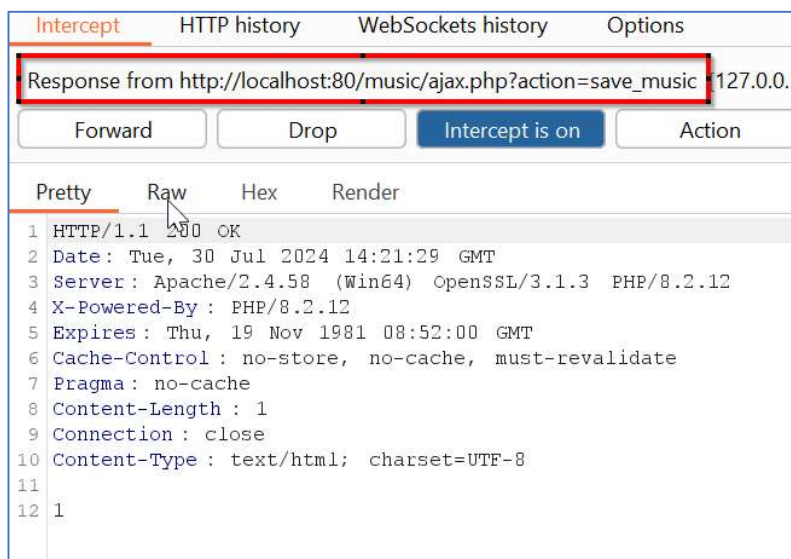 Intercept HTTP history WebSockets history Options
Response from http://localhost:80/music/ajax.php?action=save_music [127.0.0.
Forward Drop Intercept is on Action
Pretty Raw Hex Render
1 HTTP/1.1 200 OK
2 Date: Tue, 30 Jul 2024 14:21:29 GMT
3 Server: Apache/2.4.58 (Win64) OpenSSL/3.1.3 PHP/8.2.12
4 X-Powered-By: PHP/8.2.12
5 Expires: Thu, 19 Nov 1981 08:52:00 GMT
6 Cache-Control: no-store, no-cache, must-revalidate
7 Pragma: no-cache
8 Content-Length: 1
9 Connection: close
10 Content-Type: text/html; charset=UTF-8
11
12 1